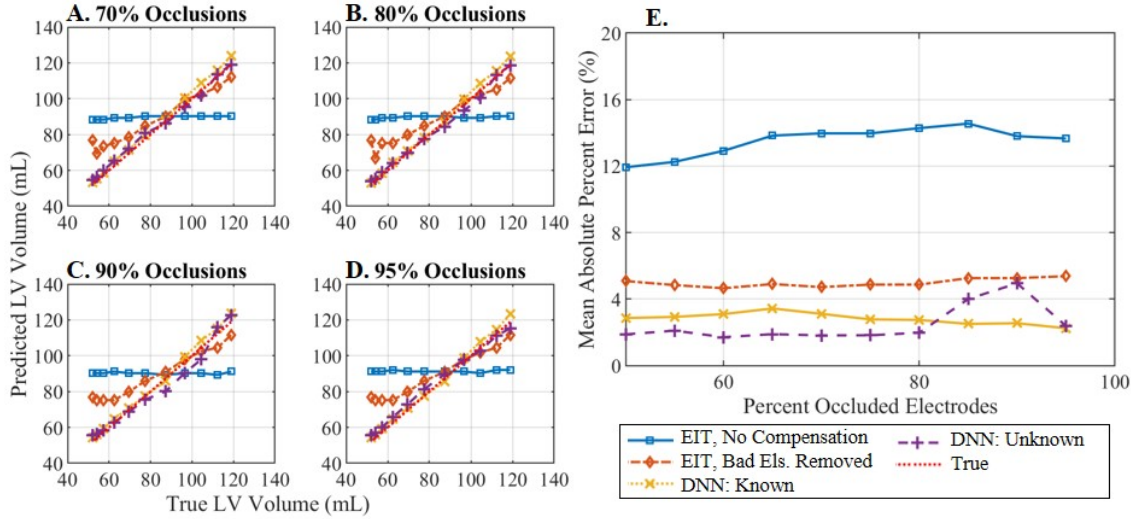 A. 70% Occlusions
B. 80% Occlusions
E.
140
120
100
80
60
40
40 60 80 100 120 140
140
120
100
80
60
40
40 60 80 100 120 140
C. 90% Occlusions
D. 95% Occlusions
140
120
100
80
60
40
40 60 80 100 120 140
140
120
100
80
60
40
40 60 80 100 120 140
Predicted LV Volume (mL)
True LV Volume (mL)
20
16
12
8
4
0
60 80 100
Mean Absolute Percent Error (%)
Percent Occluded Electrodes
EIT, No Compensation
EIT, Bad Els. Removed
DNN: Known
DNN: Unknown
True